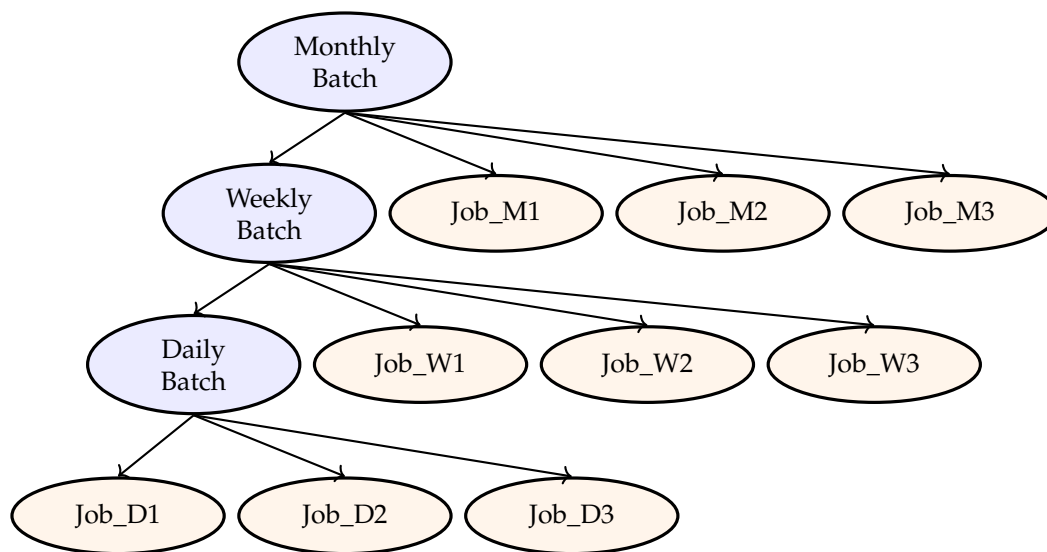 Monthly
Batch
Weekly
Batch
Job_M1
Job_M2
Job_M3
Daily
Batch
Job_W1
Job_W2
Job_W3
Job_D1
Job_D2
Job_D3